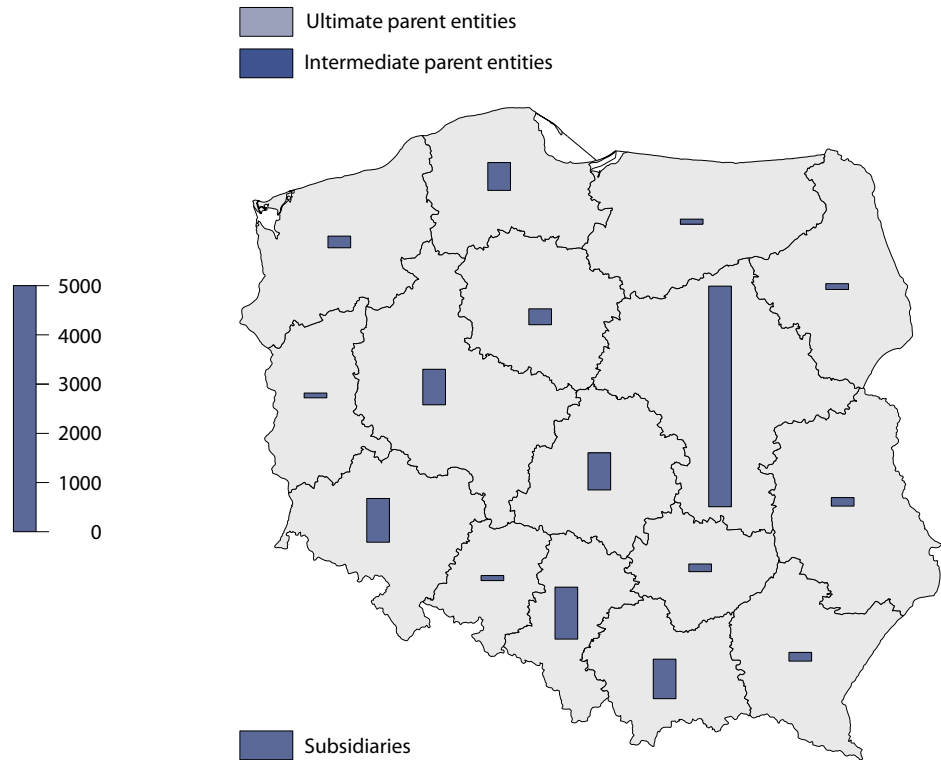 Ultimate parent entities
Intermediate parent entities
5000
4000
3000
2000
1000
0
Subsidiaries